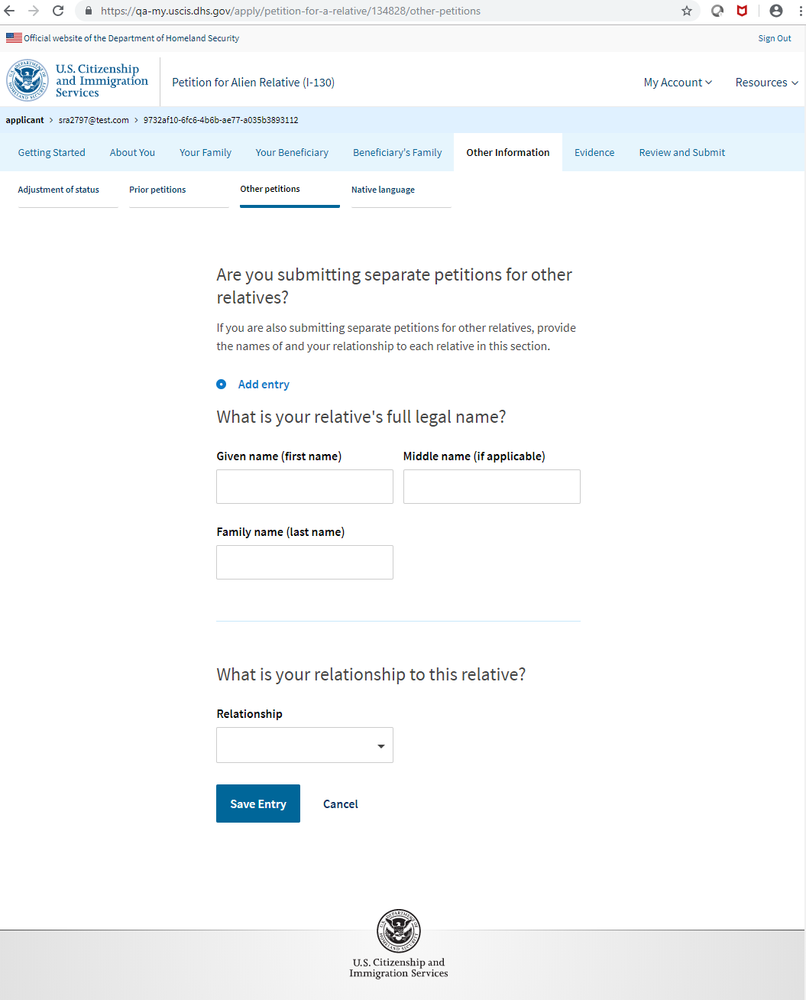 https://qa-my.uscis.dhs.gov/apply/petition-for-a-relative/134828/other-petitions
Official website of the Department of Homeland Security
Sign Out
U.S. Citizenship
and Immigration
Services
Petition for Alien Relative (I-130)
My Account
Resources
applicant > sra2797@test.com > 9732af10-6fc6-4b6b-ae77-a035b3893112
Getting Started About You Your Family Your Beneficiary Beneficiary's Family Other Information Evidence Review and Submit
Adjustment of status Prior petitions Other petitions Native language
Are you submitting separate petitions for other
relatives?
If you are also submitting separate petitions for other relatives, provide
the names of and your relationship to each relative in this section.
Add entry
What is your relative's full legal name?
Given name (first name) Middle name (if applicable)
Family name (last name)
What is your relationship to this relative?
Relationship
Save Entry Cancel
U.S. Citizenship and
Immigration Services